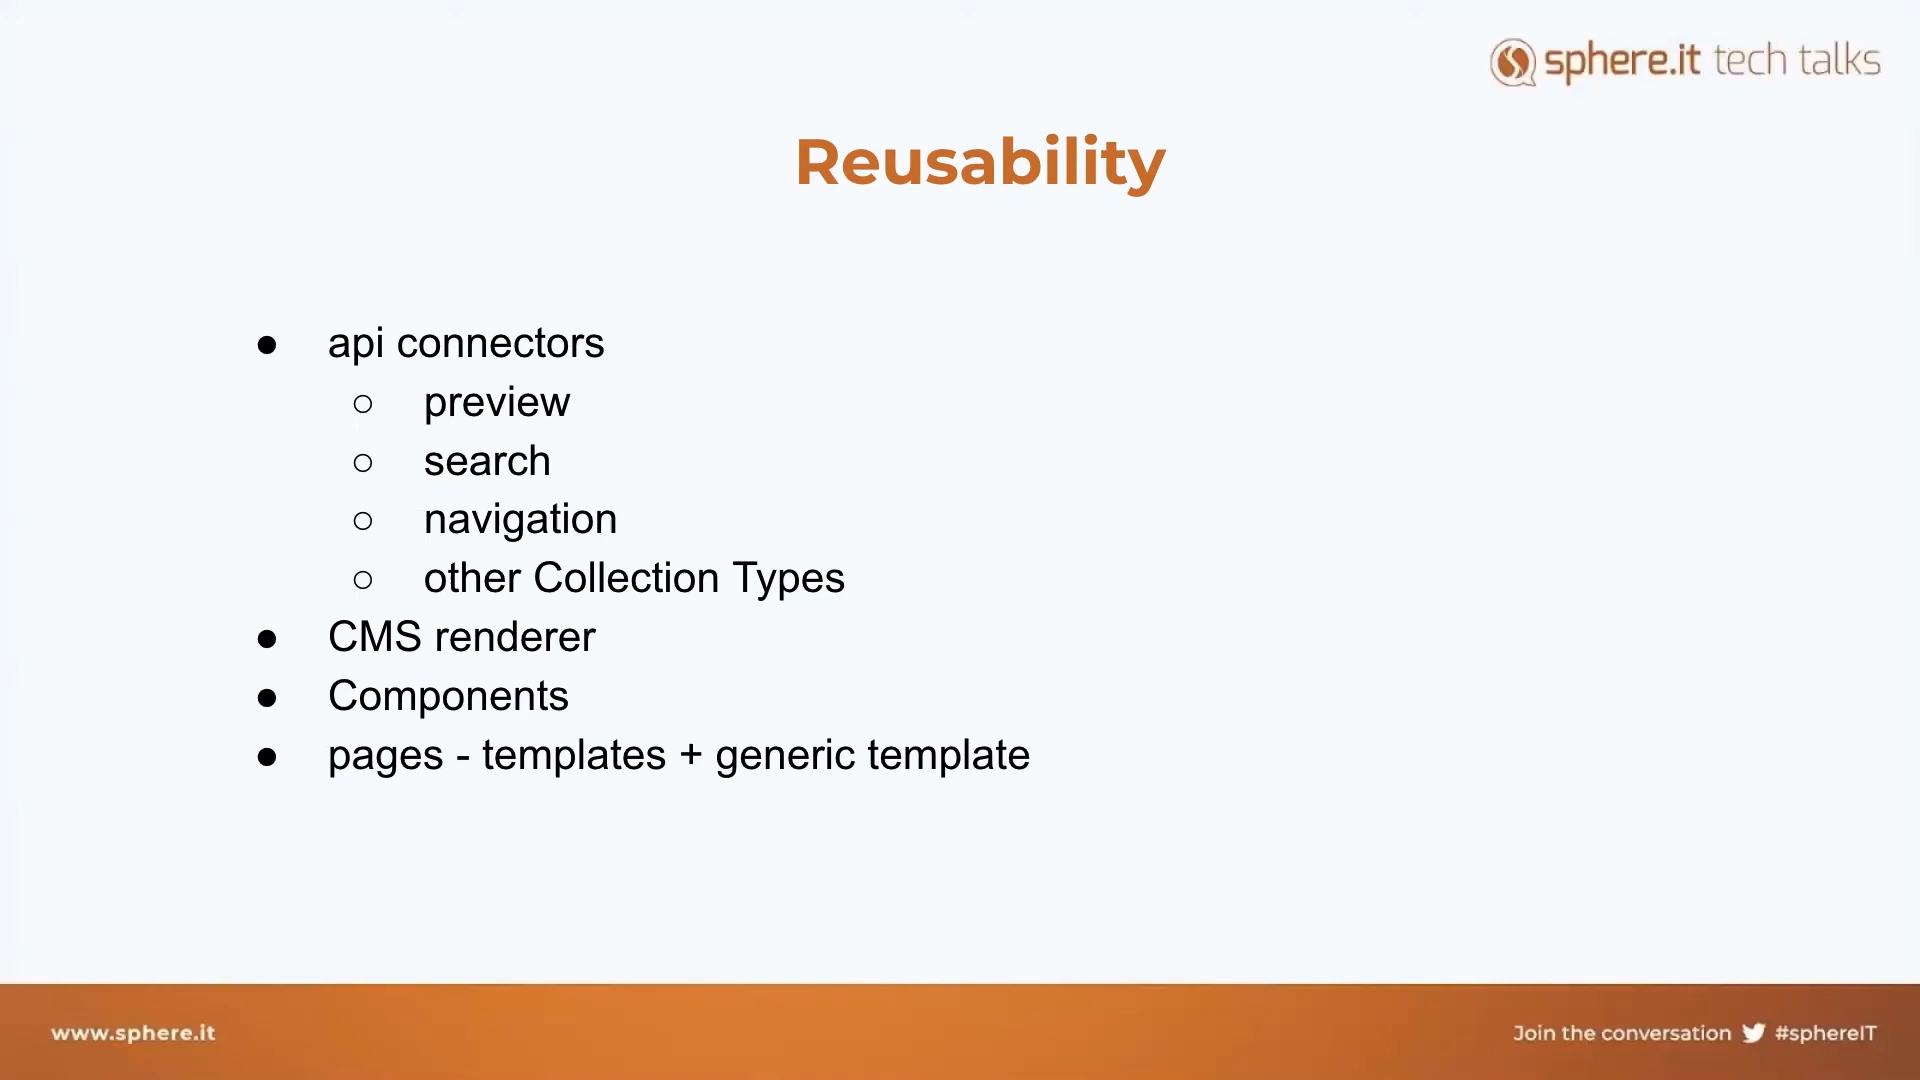 sphere.it tech talks
Reusability
● api connectors
○ preview
○ search
○ navigation
○ other Collection Types
● CMS renderer
● Components
● pages - templates + generic template
www.sphere.it
Join the conversation #sphereIT